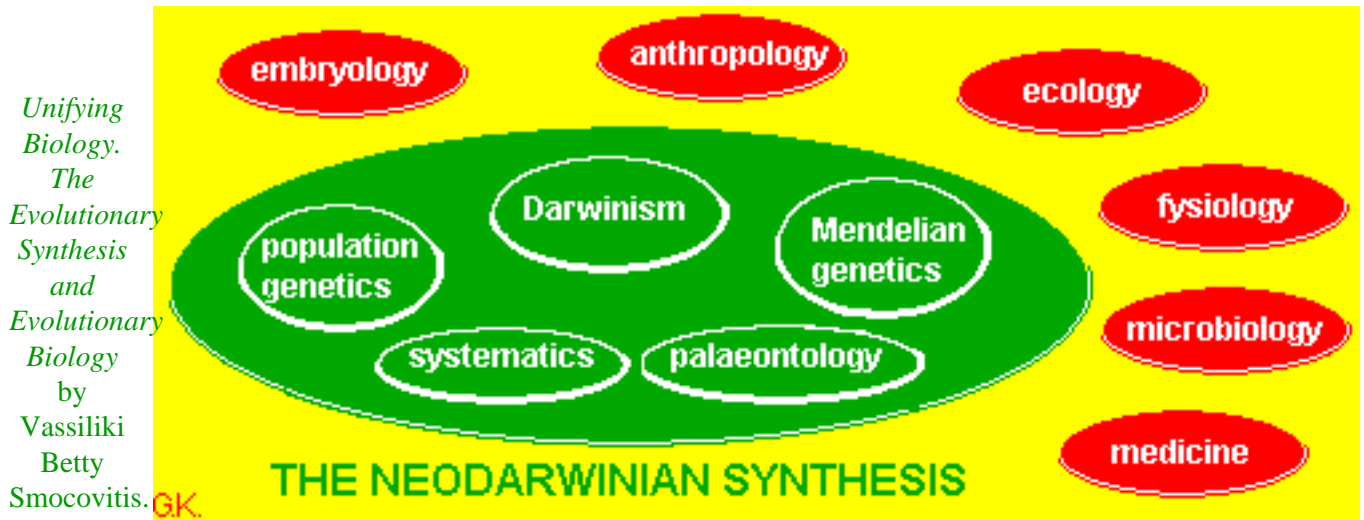 Unifying
Biology.
The
Evolutionary
Synthesis
and
Evolutionary
Biology
by
Vassiliki
Betty
Smocovitis.
embryology
anthropology
ecology
fysiology
microbiology
medicine
Darwinism
population
genetics
Mendelian
genetics
systematics
palaeontology
THE NEODARWINIAN SYNTHESIS
G.K.